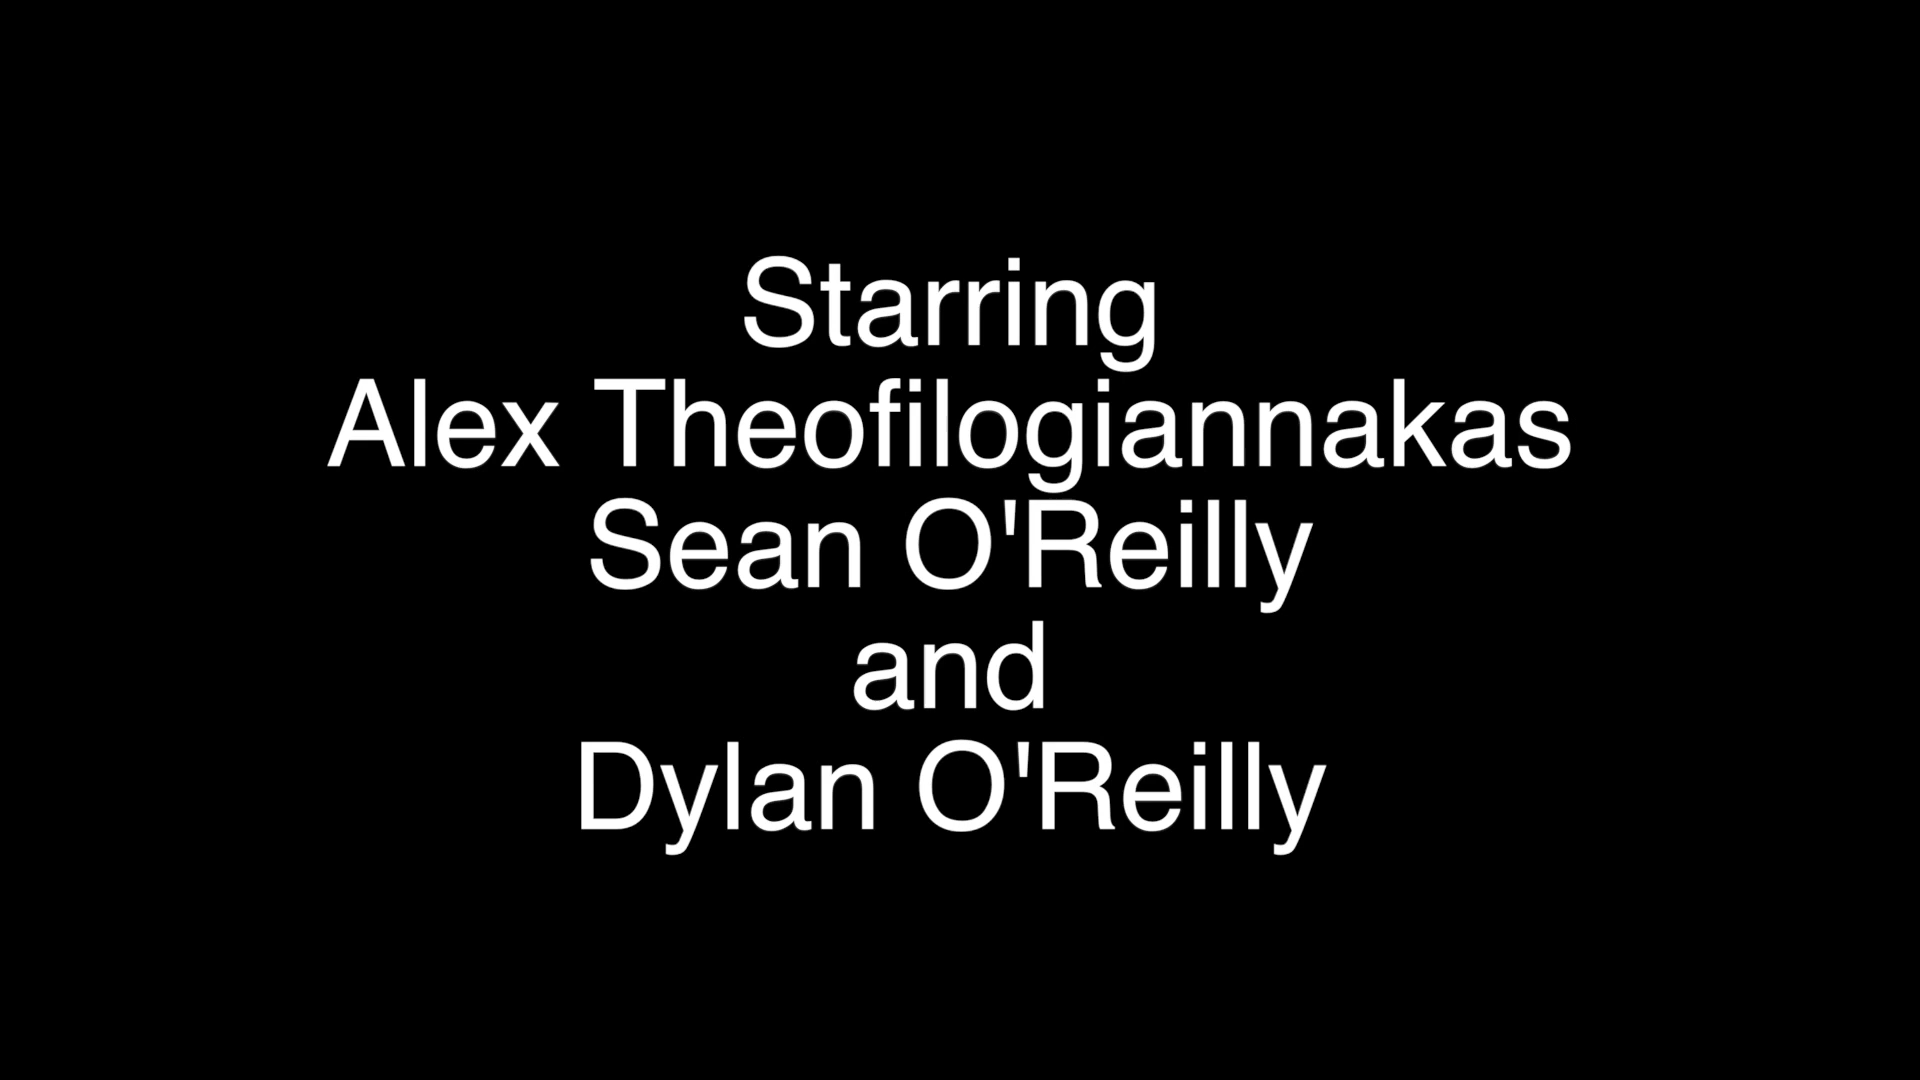 Starring
Alex Theofilogiannakas
Sean O'Reilly
and
Dylan O'Reilly